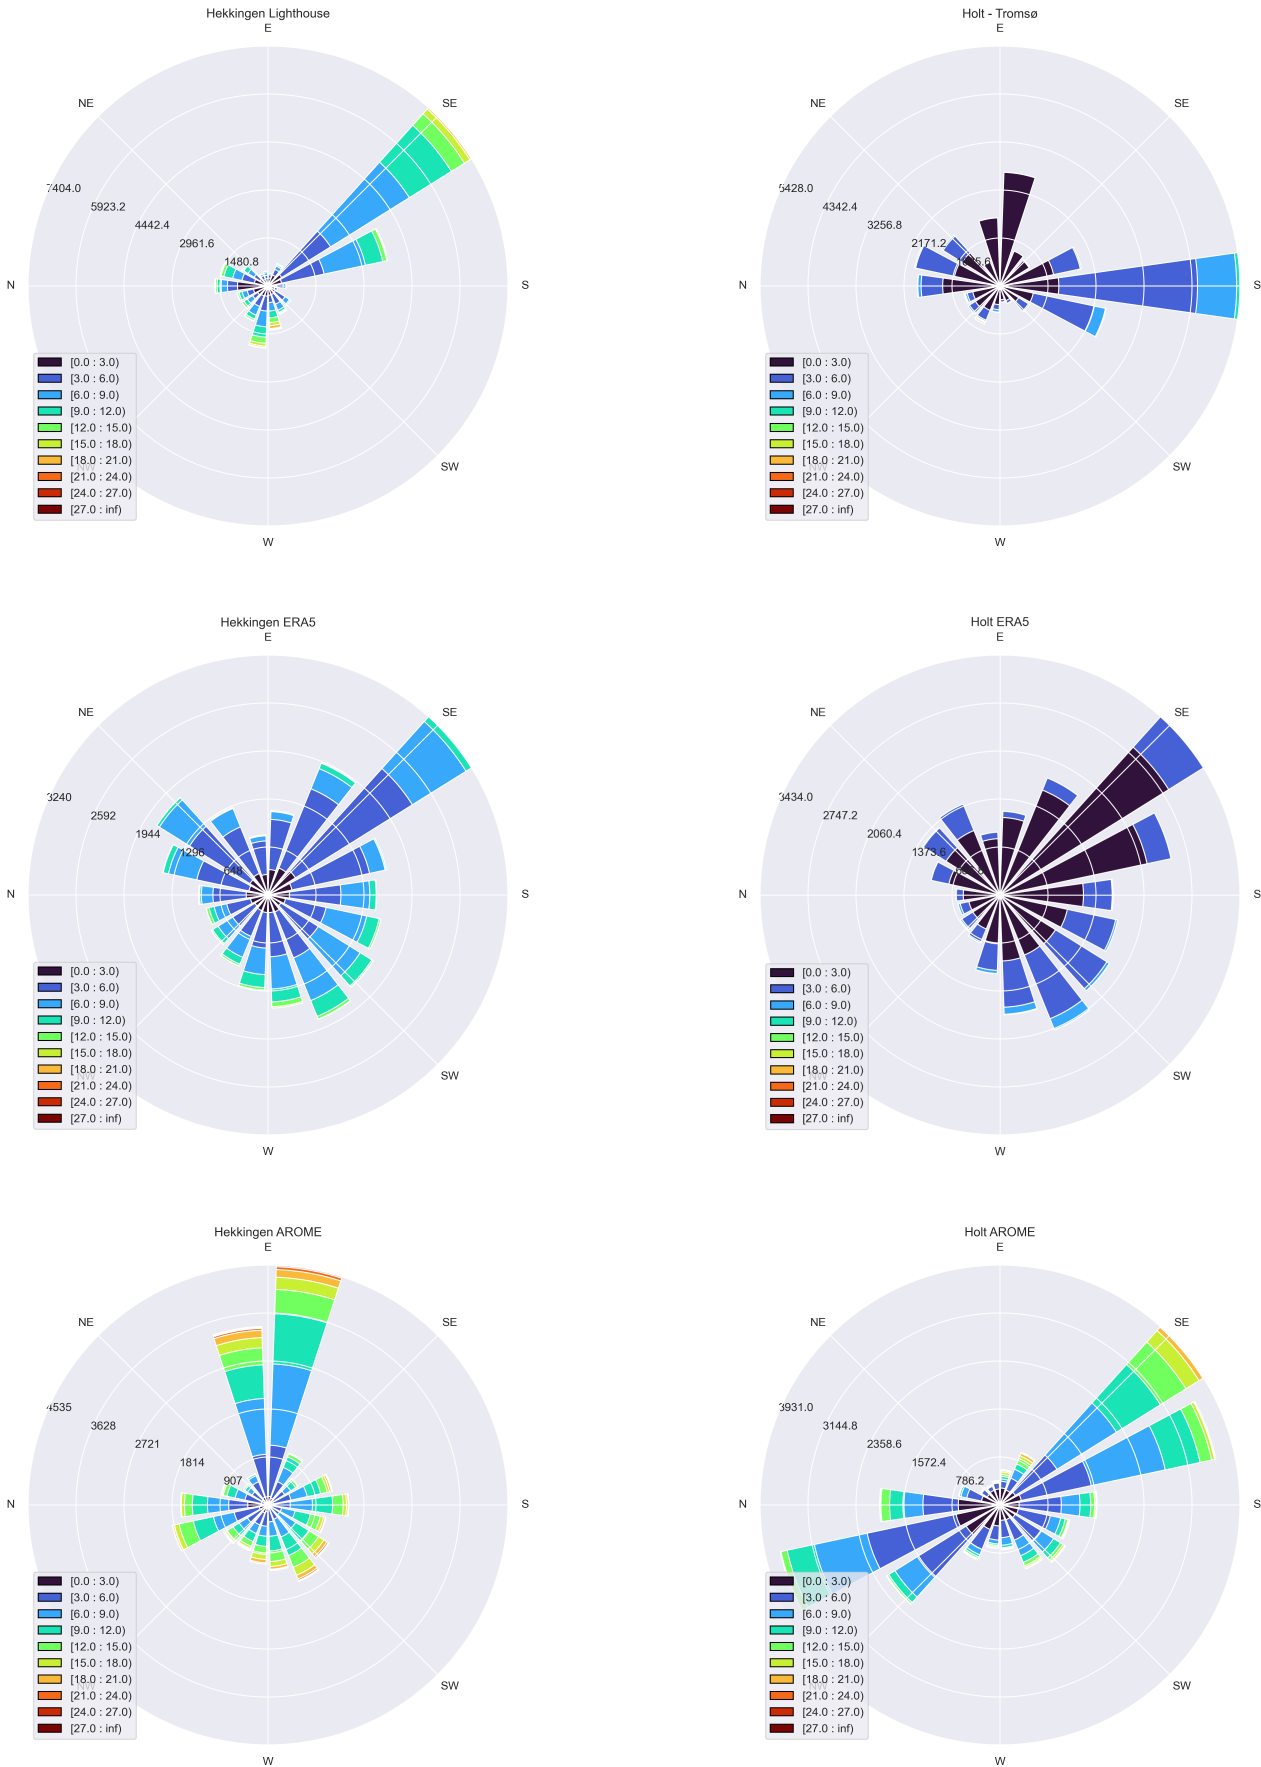 Hekkingen Lighthouse
E
NE
SE
7404.0
5923.2
4442.4
2961.6
1480.8
N
S
[0.0 : 3.0)
[3.0 : 6.0)
[6.0 : 9.0)
[9.0 : 12.0)
[12.0 : 15.0)
[15.0 : 18.0)
[18.0 : 21.0)
NW
SW
[21.0 : 24.0)
[24.0 : 27.0)
[27.0 : inf)
W
Holt - Tromsø
E
NE
SE
5428.0
4342.4
3256.8
2171.2
N
S
[0.0 : 3.0)
[3.0 : 6.0)
[6.0 : 9.0)
[9.0 : 12.0)
[12.0 : 15.0)
[15.0 : 18.0)
[18.0 : 21.0)
NW
SW
[21.0 : 24.0)
[24.0 : 27.0)
[27.0 : inf)
W
Hekkingen ERA5
E
NE
SE
3240
2592
1944
1296
648
N
S
[0.0 : 3.0)
[3.0 : 6.0)
[6.0 : 9.0)
[9.0 : 12.0)
[12.0 : 15.0)
[15.0 : 18.0)
[18.0 : 21.0)
NW
SW
[21.0 : 24.0)
[24.0 : 27.0)
[27.0 : inf)
W
Holt ERA5
E
NE
SE
3434.0
2747.2
2060.4
1373.6
N
S
[0.0 : 3.0)
[3.0 : 6.0)
[6.0 : 9.0)
[9.0 : 12.0)
[12.0 : 15.0)
[15.0 : 18.0)
[18.0 : 21.0)
NW
SW
[21.0 : 24.0)
[24.0 : 27.0)
[27.0 : inf)
W
Hekkingen AROME
E
NE
SE
4535
3628
2721
1814
907
N
S
[0.0 : 3.0)
[3.0 : 6.0)
[6.0 : 9.0)
[9.0 : 12.0)
[12.0 : 15.0)
[15.0 : 18.0)
[18.0 : 21.0)
NW
SW
[21.0 : 24.0)
[24.0 : 27.0)
[27.0 : inf)
W
Holt AROME
E
NE
SE
3931.0
3144.8
2358.6
1572.4
786.2
N
S
[0.0 : 3.0)
[3.0 : 6.0)
[6.0 : 9.0)
[9.0 : 12.0)
[12.0 : 15.0)
[15.0 : 18.0)
[18.0 : 21.0)
NW
SW
[21.0 : 24.0)
[24.0 : 27.0)
[27.0 : inf)
W